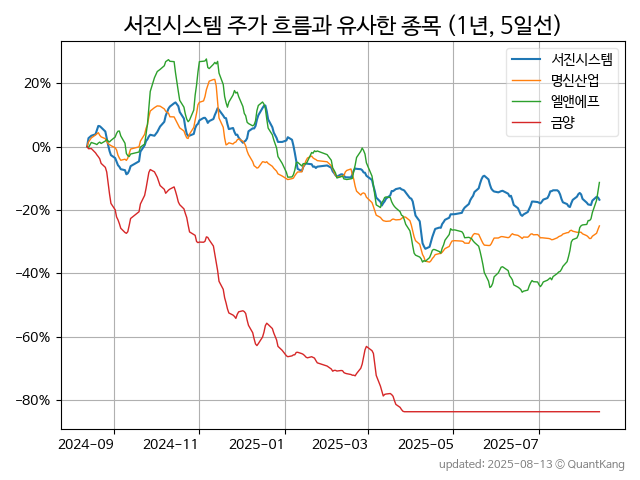 서진시스템 주가 흐름과 유사한 종목 (1년, 5일선)
서진시스템
명신산업
엘앤에프
금양
20%
0%
−20%
−40%
−60%
−80%
2024-09 2024-11 2025-01 2025-03 2025-05 2025-07
updated: 2025-08-13 © QuantKang